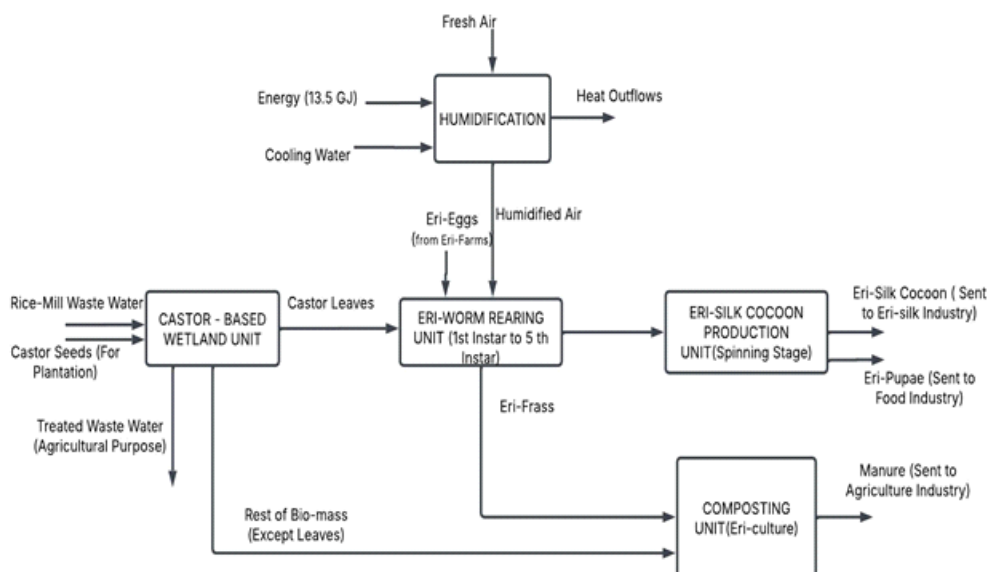 Fresh Air
Energy (13.5 GJ)
Cooling Water
HUMIDIFICATION
Heat Outflows
Humidified Air
Eri-Eggs
(from Eri-Farms)
Rice-Mill Waste Water
Castor Seeds (For
Plantation)
CASTOR - BASED
WETLAND UNIT
Castor Leaves
ERI-WORM REARING
UNIT (1st Instar to 5 th
Instar)
ERI-SILK COCOON
PRODUCTION
UNIT(Spinning Stage)
Eri-Silk Cocoon ( Sent
to Eri-silk Industry)
Eri-Pupae (Sent to
Food Industry)
Treated Waste Water
(Agricultural Purpose)
Eri-Frass
Rest of Bio-mass
(Except Leaves)
COMPOSTING
UNIT(Eri-culture)
Manure (Sent to
Agriculture Industry)